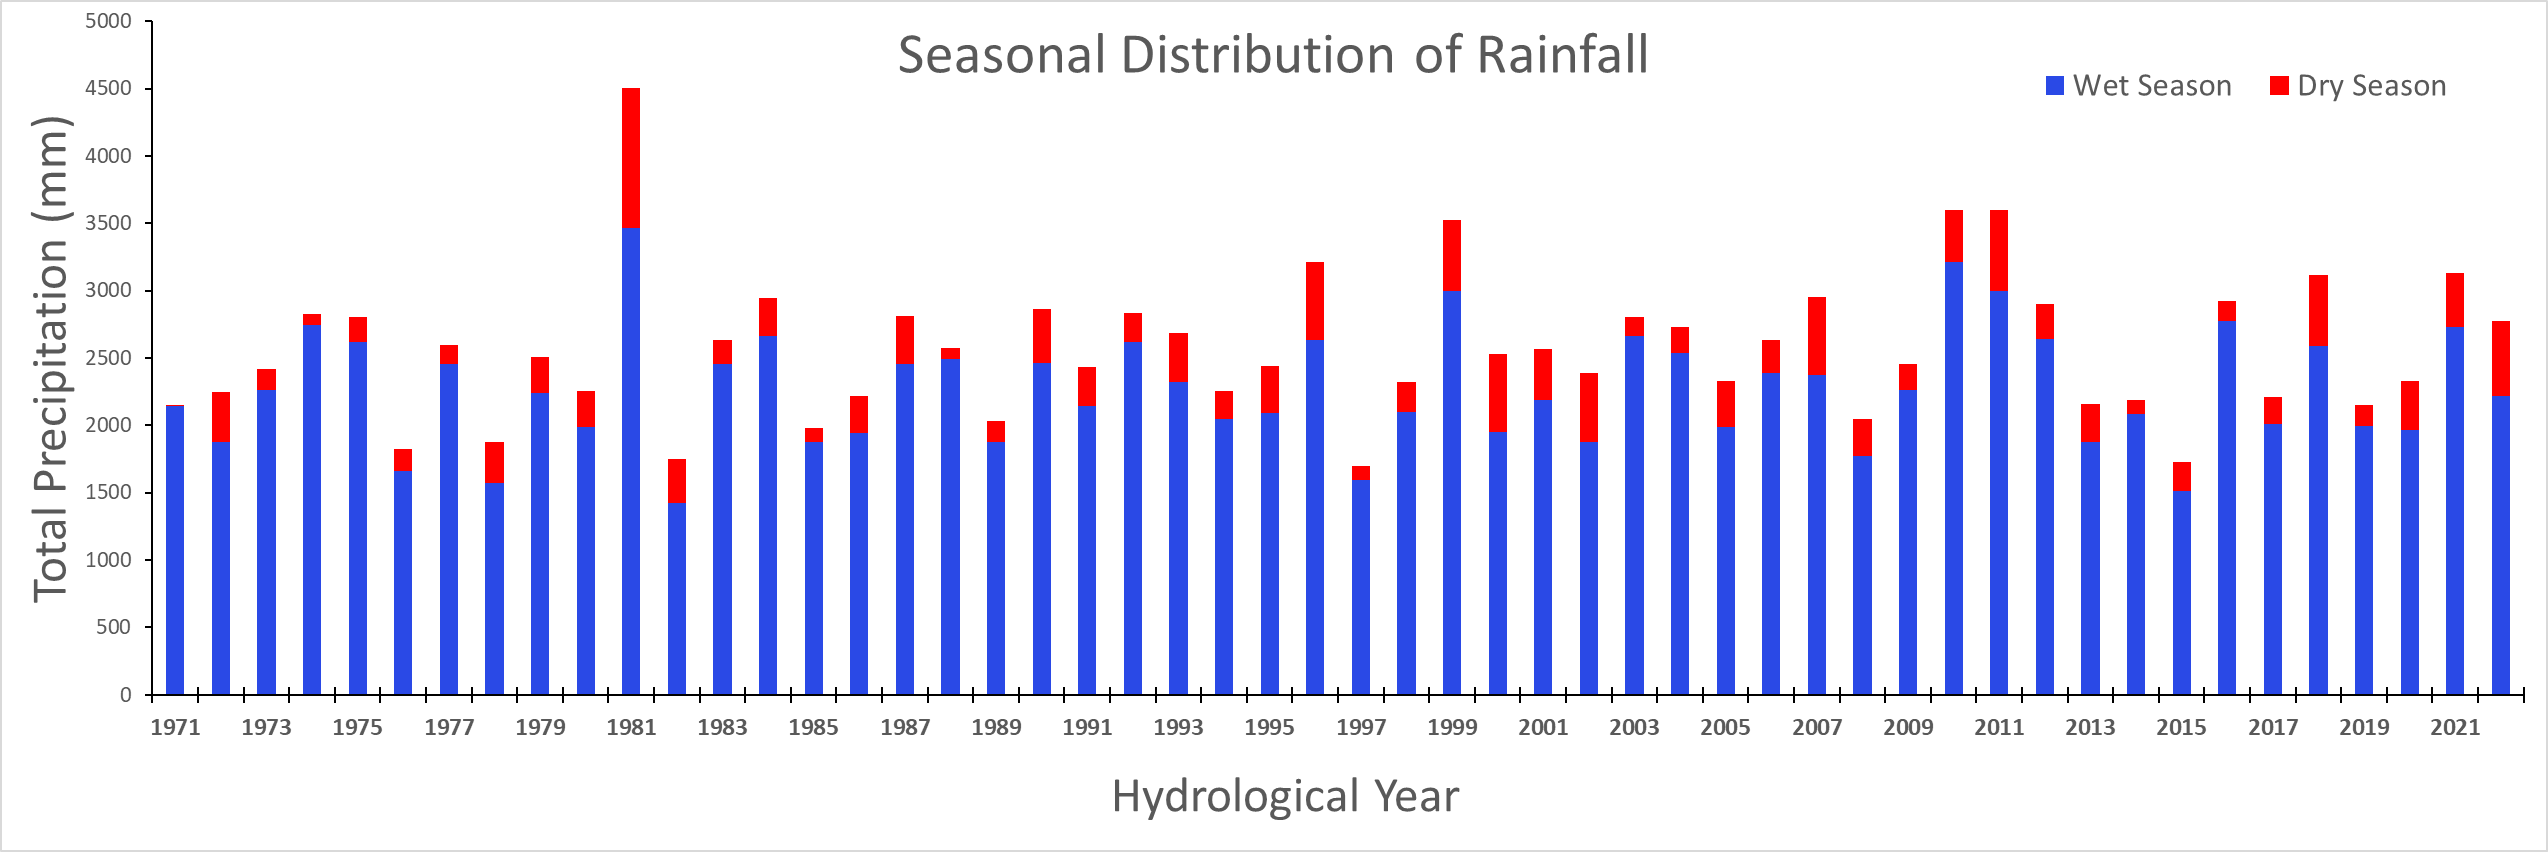 Seasonal Distribution of Rainfall
Wet Season
Dry Season
Total Precipitation (mm)
5000
4500
4000
3500
3000
2500
2000
1500
1000
500
0
1971 1973 1975 1977 1979 1981 1983 1985 1987 1989 1991 1993 1995 1997 1999 2001 2003 2005 2007 2009 2011 2013 2015 2017 2019 2021
Hydrological Year